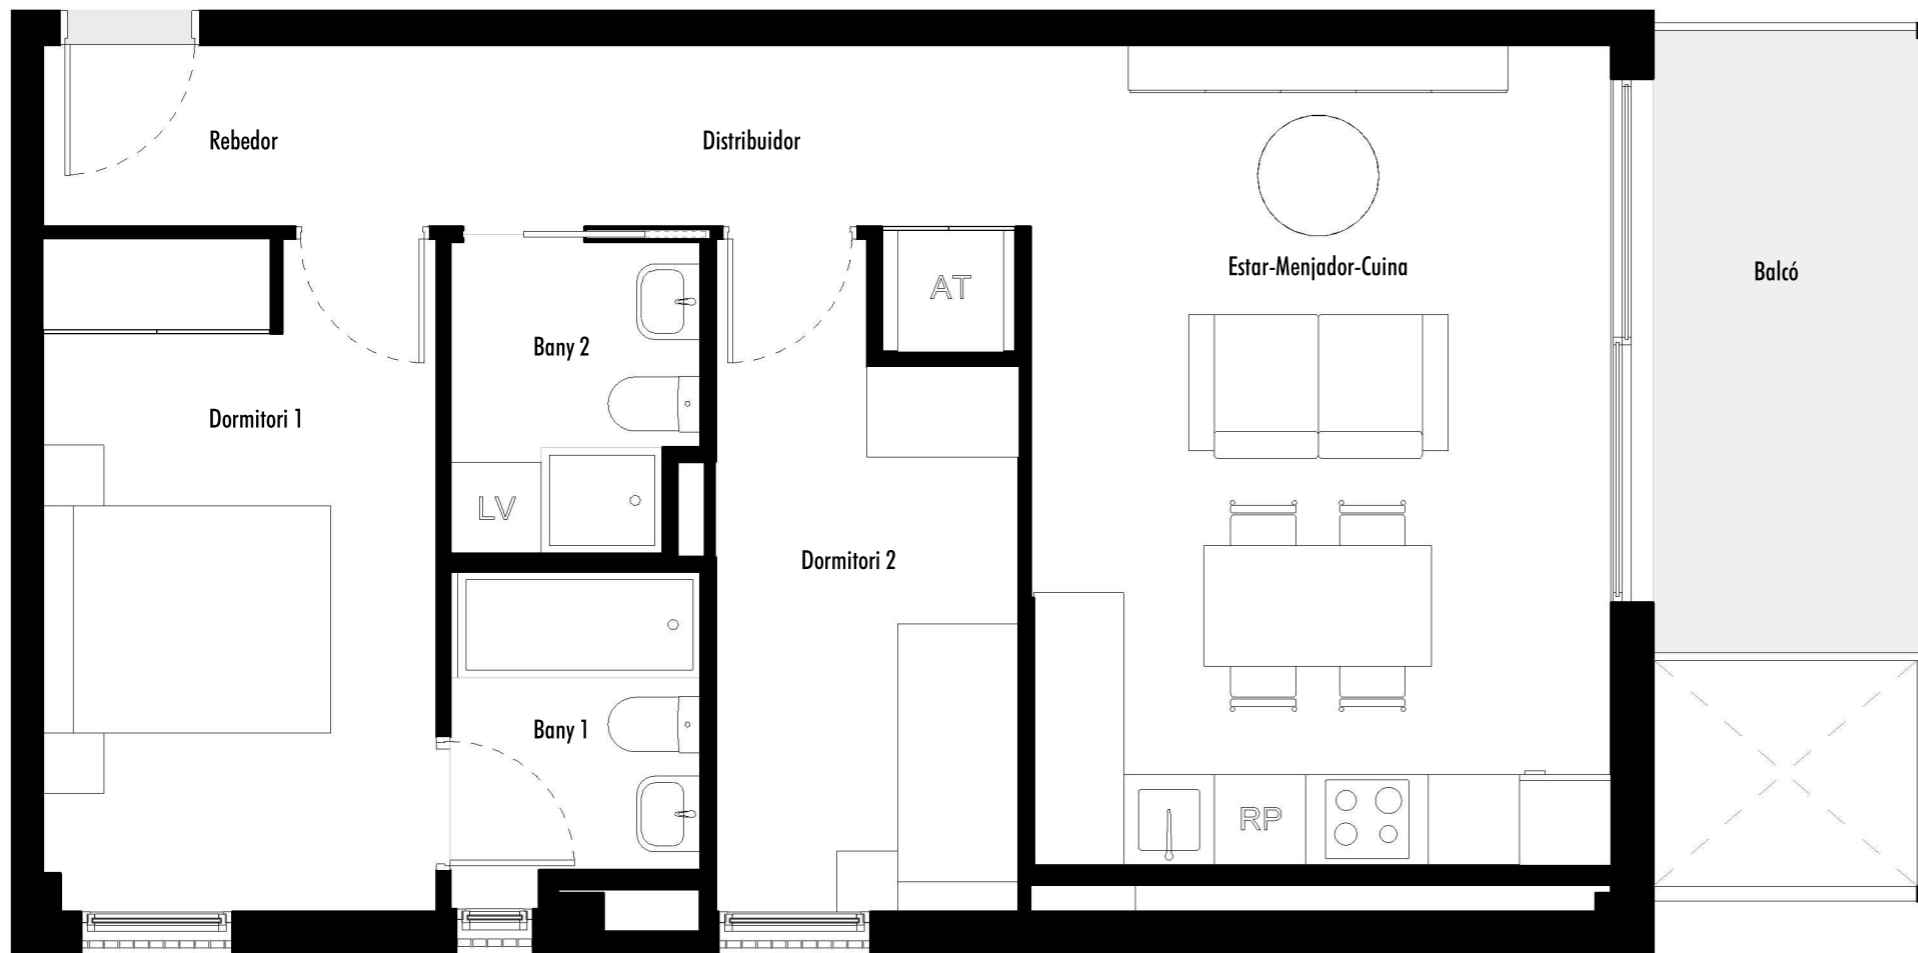 Rebedor
Distribuidor
Estar-Menjador-Cuina
Balcó
AT
Bany 2
Dormitori 1
LV
Dormitori 2
Bany 1
RP